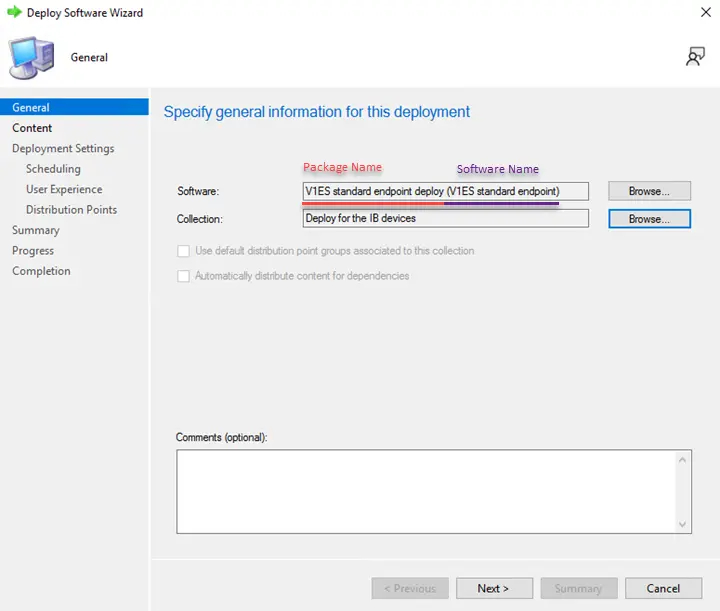 Deploy Software Wizard
General
General
Content
Deployment Settings
Scheduling
User Experience
Distribution Points
Summary
Progress
Completion
Specify general information for this deployment
Package Name
Software Name
Software:
V1ES standard endpoint deploy (V1ES standard endpoint)
Browse...
Collection:
Deploy for the IB devices
Browse...
Use default distribution point groups associated to this collection
Automatically distribute content for dependencies
Comments (optional):
< Previous
Next >
Summary
Cancel